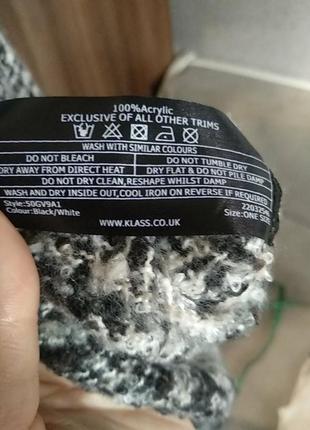 100%Acrylic
EXCLUSIVE OF ALL OTHER TRIMS
WASH WITH SIMILAR COLOURS
DO NOT BLEACH DO NOT TUMBLE DRY
DRY AWAY FROM DIRECT HEAT DRY FLAT & DO NOT PILE DAMP
DO NOT DRY CLEAN,RESHAPE WHILST DAMP
WASH AND DRY INSIDE OUT,COOL IRON ON REVERSE IF REQUIRED
Style:50GV9A1
Colour:Black/White Size:ONE
WWW.KLASS.CO.UK